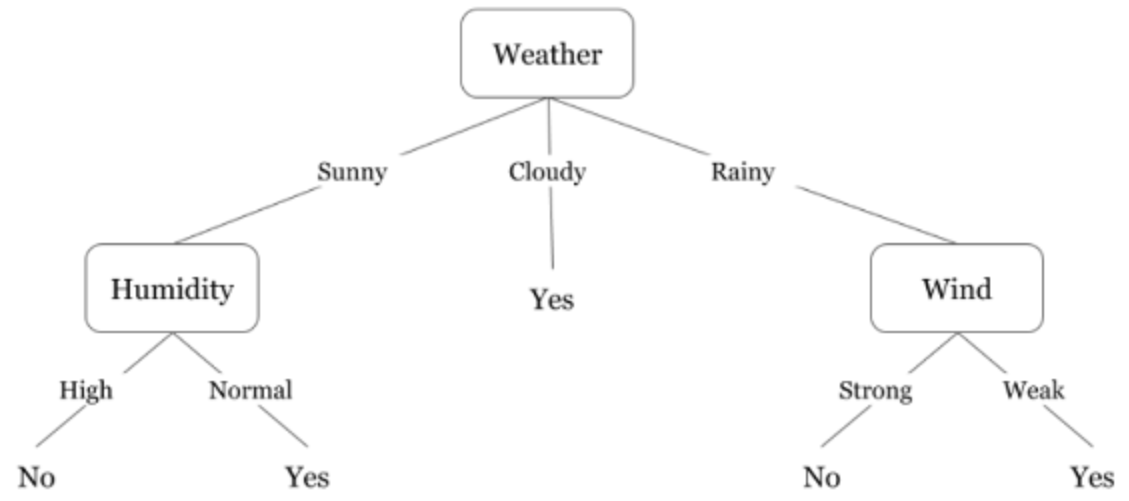 Weather
Sunny Cloudy Rainy
Humidity Yes Wind
High Normal Strong Weak
No Yes No Yes